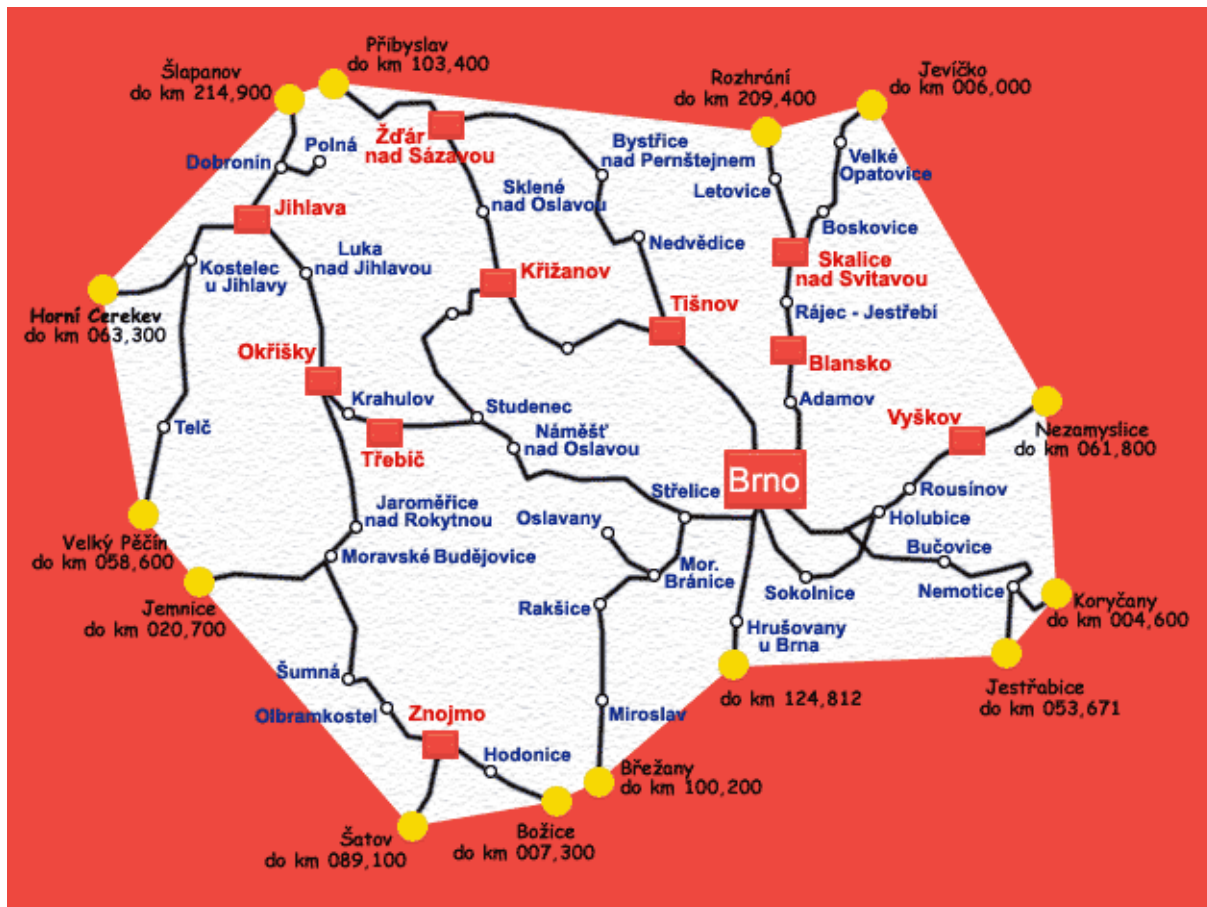 Příbyslav
do km 103,400
Šlapanov
do km 214,900
Rozhrání
do km 209,400
Jevíčko
do km 006,000
Žďár
nad Sázavou
Polná
Dobronín
Bystřice
nad Pernštejnem
Letovice
Velké
Opatovice
Sklené
nad Oslavou
Jihlava
Boskovice
Nedvědice
Luka
nad Jihlavou
Kostelec
u Jihlavy
Křižanov
Skalice
nad Svitavou
Tišnov
Rájec - Jestřebí
Horní Cerekev
do km 063,300
Okříšky
Blansko
Krahulov
Adamov
Studenec
Vyškov
Telč
Třebíč
Náměšť
nad Oslavou
Nezamyslice
do km 061,800
Brno
Střelice
Rousínov
Jaroměřice
nad Rokytnou
Oslavany
Holubice
Velký Pěčín
do km 058,600
Moravské Budějovice
Mor.
Bránice
Bučovice
Sokolnice
Nemotice
Koryčany
do km 004,600
Jemnice
do km 020,700
Rakšice
Hrušovany
u Brna
Šumná
Jestřabice
do km 053,671
do km 124,812
Olbramkostel
Znojmo
Miroslav
Hodonice
Břežany
do km 100,200
Šatov
do km 089,100
Božice
do km 007,300